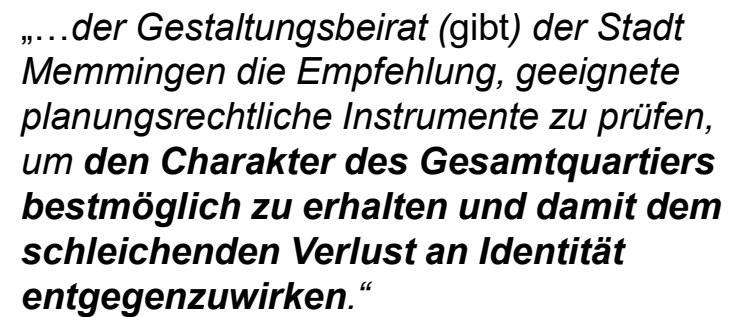 „…der Gestaltungsbeirat (gibt) der Stadt
Memmingen die Empfehlung, geeignete
planungsrechtliche Instrumente zu prüfen,
um den Charakter des Gesamtquartiers
bestmöglich zu erhalten und damit dem
schleichenden Verlust an Identität
entgegenzuwirken.“